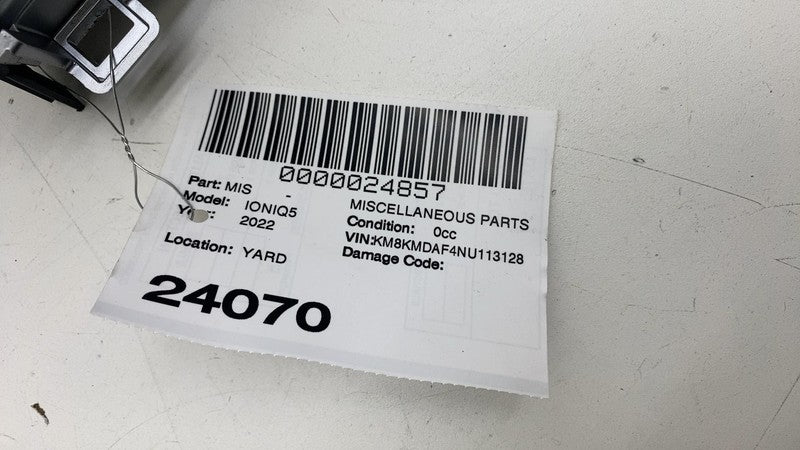 0000024857
Part: MIS -
MISCELLANEOUS PARTS
Model: IONIQ5
Condition: 0cc
2022
VIN:KM8KMDAF4NU113128
Location: YARD
Damage Code:
24070